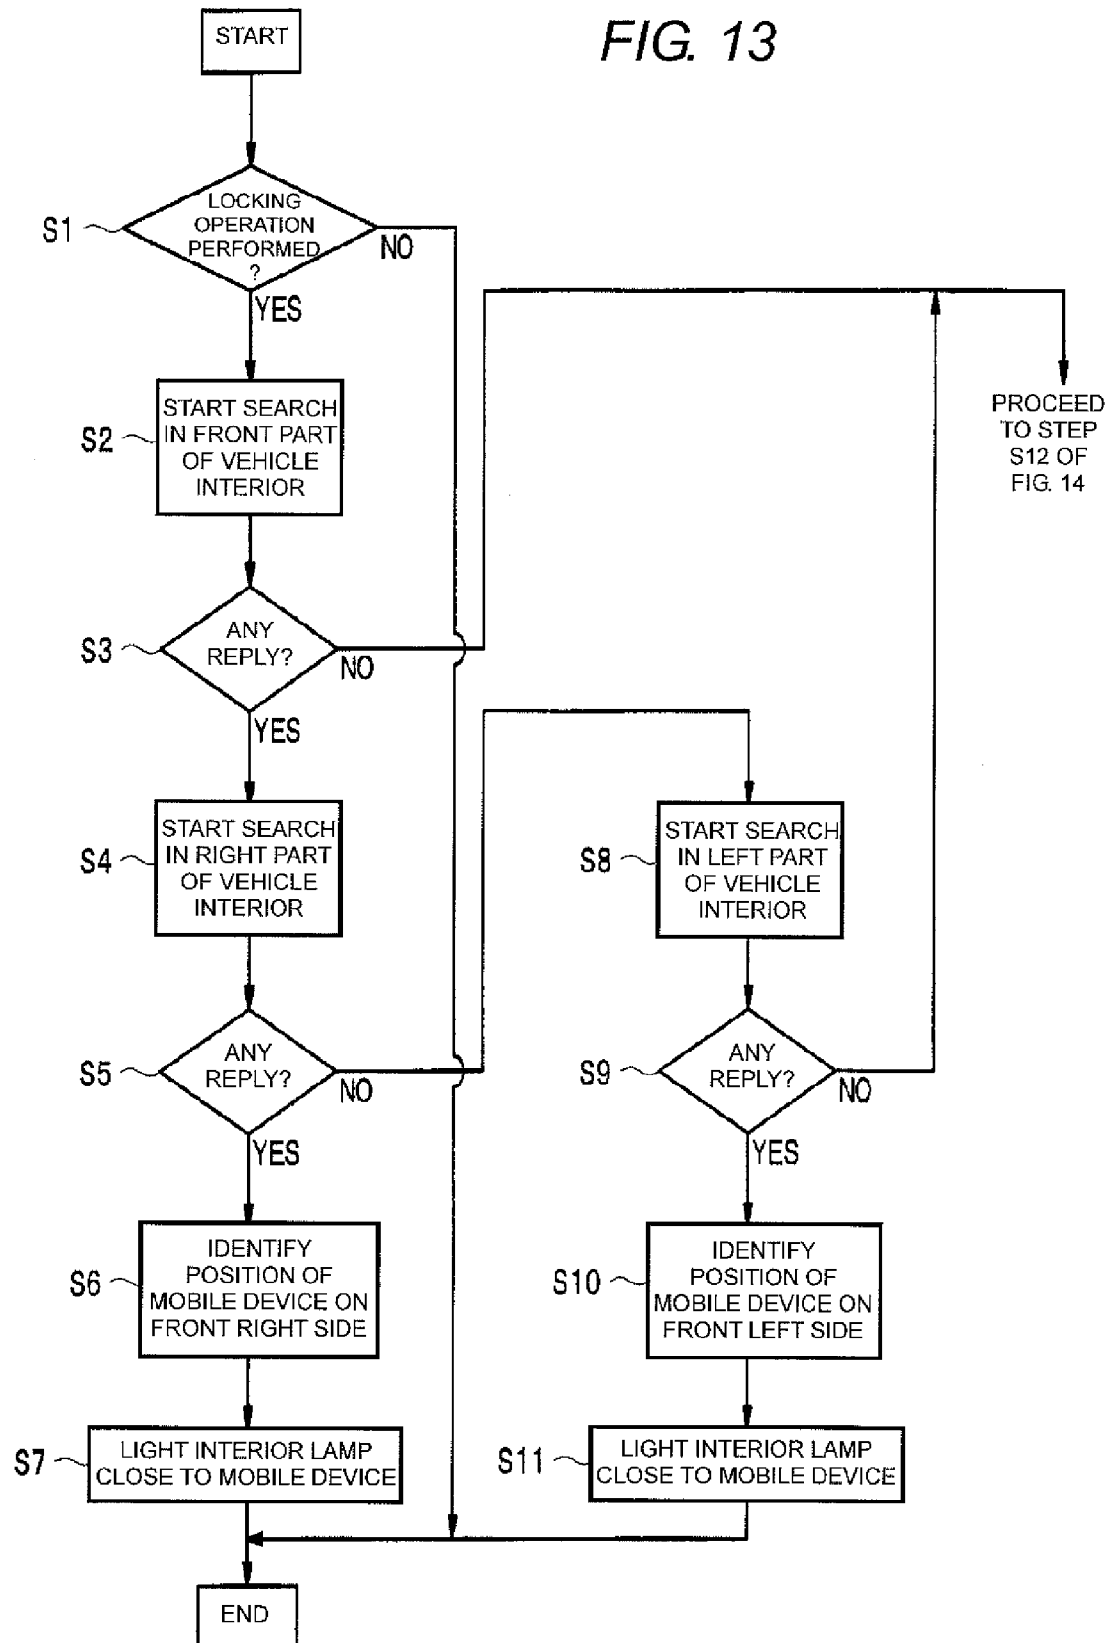 START
FIG. 13
S1
LOCKING
OPERATION
PERFORMED
?
NO
YES
S2
START SEARCH
IN FRONT PART
OF VEHICLE
INTERIOR
PROCEED
TO STEP
S12 OF
FIG. 14
S3
ANY
REPLY?
NO
YES
S4
START SEARCH
IN RIGHT PART
OF VEHICLE
INTERIOR
S8
START SEARCH
IN LEFT PART
OF VEHICLE
INTERIOR
S5
ANY
REPLY?
NO
YES
S9
ANY
REPLY?
NO
YES
S6
IDENTIFY
POSITION OF
MOBILE DEVICE ON
FRONT RIGHT SIDE
S10
IDENTIFY
POSITION OF
MOBILE DEVICE ON
FRONT LEFT SIDE
S7
LIGHT INTERIOR LAMP
CLOSE TO MOBILE DEVICE
S11
LIGHT INTERIOR LAMP
CLOSE TO MOBILE DEVICE
END